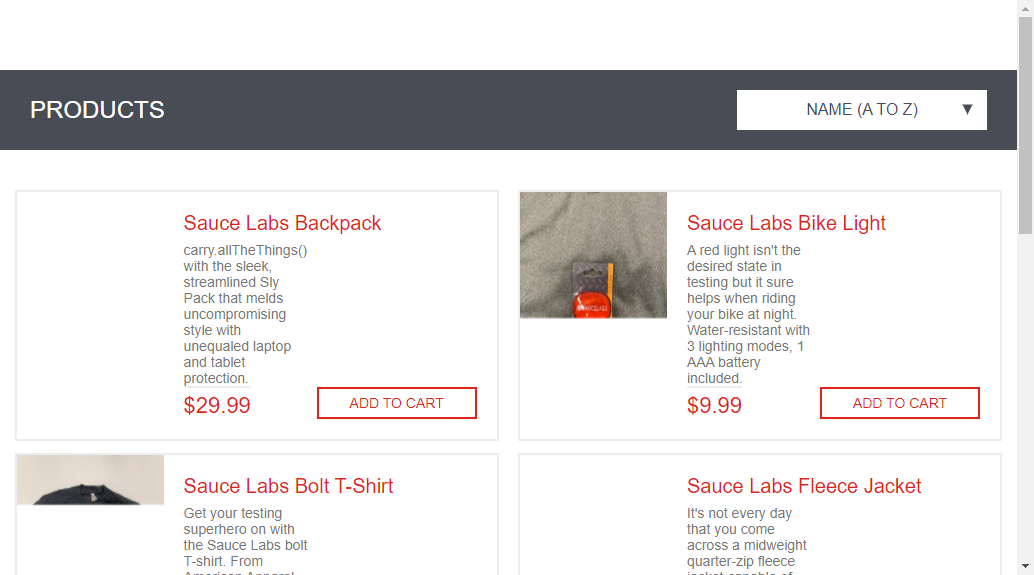 PRODUCTS
NAME (A TO Z)
Sauce Labs Backpack
carry.allTheThings()
with the sleek,
streamlined Sly
Pack that melds
uncompromising
style with
unequaled laptop
and tablet
protection.
$29.99
ADD TO CART
Sauce Labs Bike Light
A red light isn't the
desired state in
testing but it sure
helps when riding
your bike at night.
Water-resistant with
3 lighting modes, 1
AAA battery
included.
$9.99
ADD TO CART
Sauce Labs Bolt T-Shirt
Get your testing
superhero on with
the Sauce Labs bolt
T-shirt. From
American Apparel,
Sauce Labs Fleece Jacket
It's not every day
that you come
across a midweight
quarter-zip fleece
jacket capable of